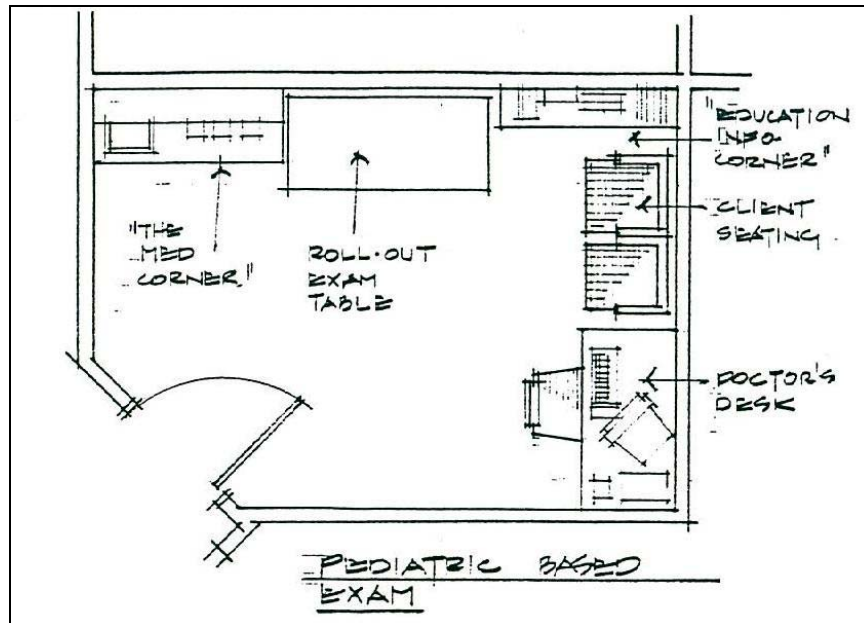 "EDUCATION
INFO
CORNER"
CLIENT
SEATING
"THE
MED
CORNER"
ROLL-OUT
EXAM
TABLE
DOCTOR'S
DESK
PEDIATRIC BASED
EXAM